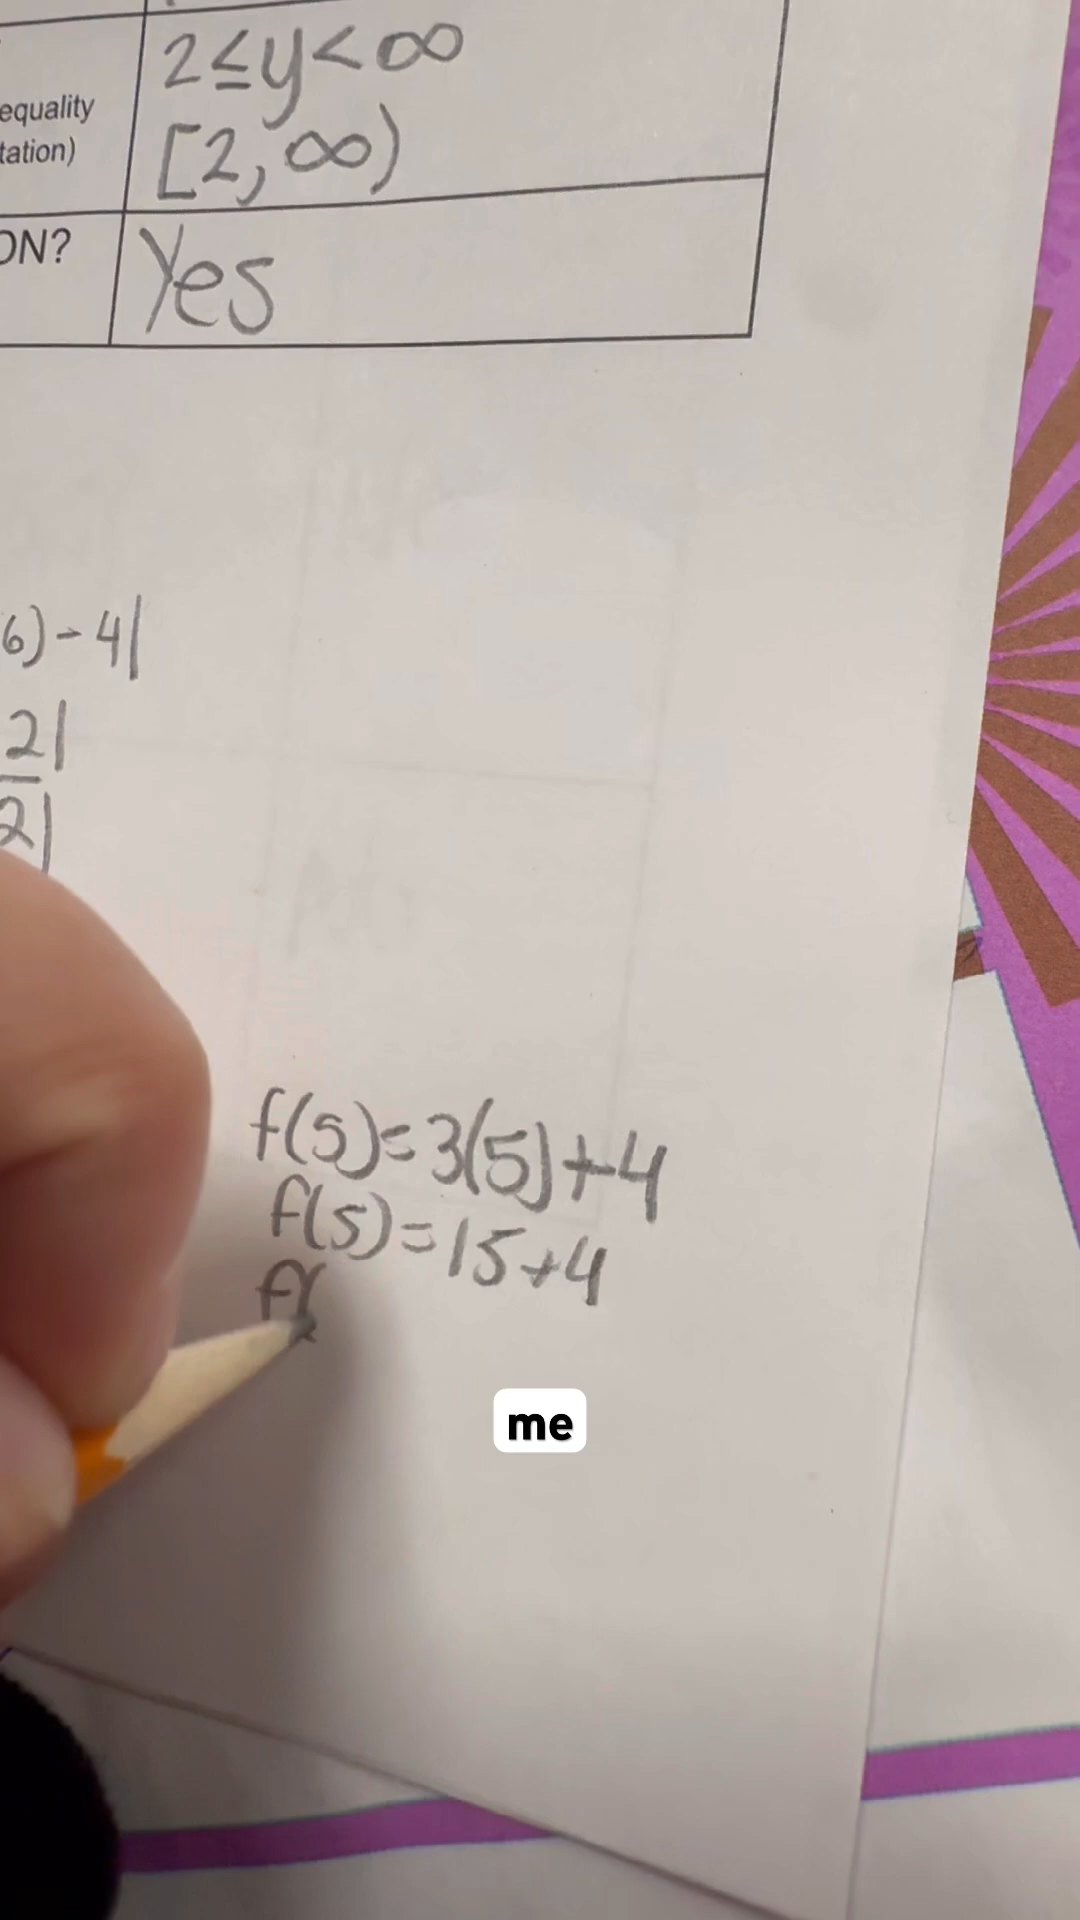 2≤y<∞
equality
tation)
[2,∞)
ON?
Yes
6)-4|
2|
2|
f(5)=3(5)+4
f(5)=15+4
f(
me